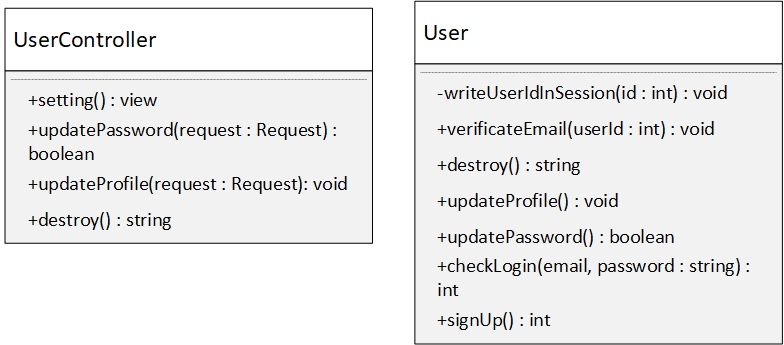 UserController
+setting() : view
+updatePassword(request : Request) :
boolean
+updateProfile(request : Request): void
+destroy() : string
User
-writeUserIdInSession(id : int) : void
+verificateEmail(userId : int) : void
+destroy() : string
+updateProfile() : void
+updatePassword() : boolean
+checkLogin(email, password : string) :
int
+signUp() : int